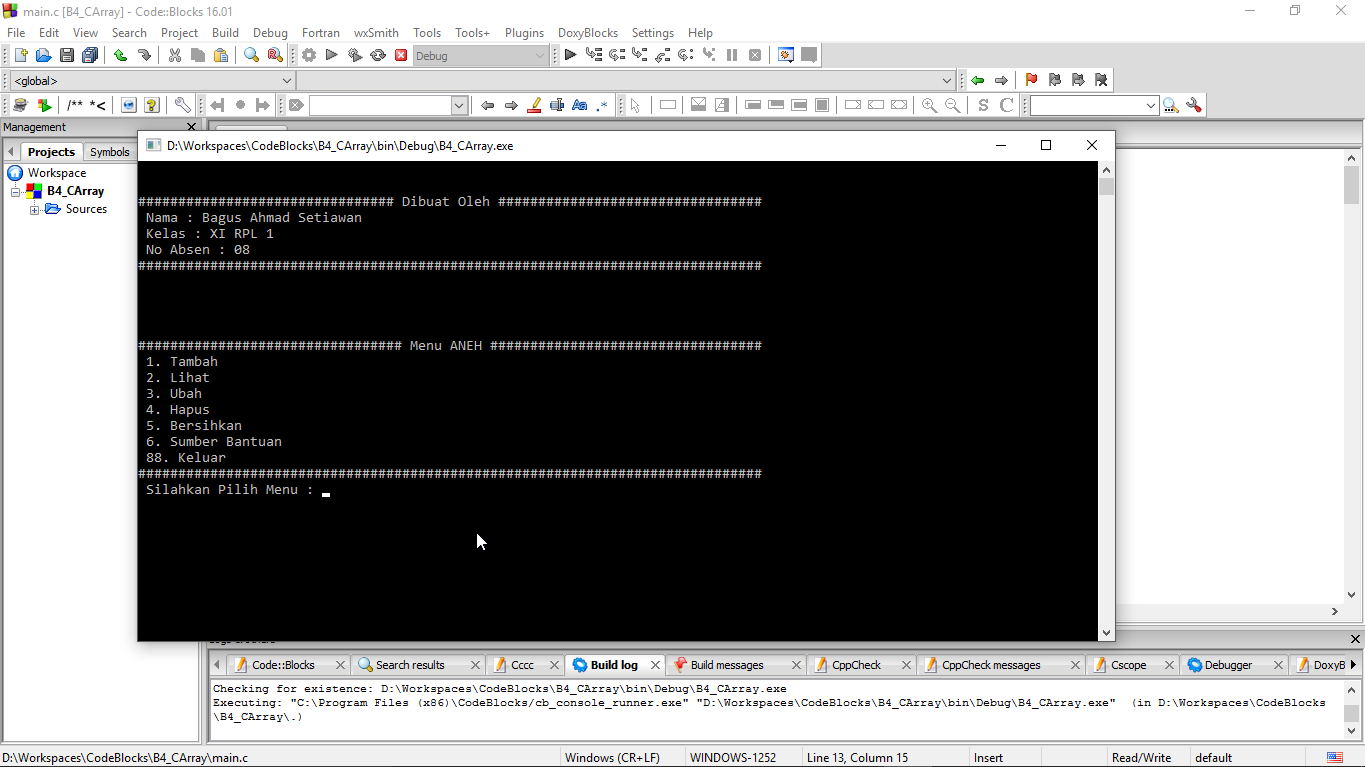 main.c [B4_CArray] - Code::Blocks 16.01
File Edit View Search Project Build Debug Fortran wxSmith Tools Tools+ Plugins DoxyBlocks Settings Help
Debug
<global>
/** *<
Management
Projects Symbols
Workspace
B4_CArray
Sources
D:\Workspaces\CodeBlocks\B4_CArray\bin\Debug\B4_CArray.exe
################################ Dibuat Oleh #################################
Nama : Bagus Ahmad Setiawan
Kelas : XI RPL 1
No Absen : 08
##############################################################################
################################# Menu ANEH ##################################
1. Tambah
2. Lihat
3. Ubah
4. Hapus
5. Bersihkan
6. Sumber Bantuan
88. Keluar
##############################################################################
Silahkan Pilih Menu : _
Code::Blocks Search results Cccc Build log Build messages CppCheck CppCheck messages Cscope Debugger DoxyB
Checking for existence: D:\Workspaces\CodeBlocks\B4_CArray\bin\Debug\B4_CArray.exe
Executing: "C:\Program Files (x86)\CodeBlocks/cb_console_runner.exe" "D:\Workspaces\CodeBlocks\B4_CArray\bin\Debug\B4_CArray.exe" (in D:\Workspaces\CodeBlocks
\B4_CArray\.)
D:\Workspaces\CodeBlocks\B4_CArray\main.c Windows (CR+LF) WINDOWS-1252 Line 13, Column 15 Insert Read/Write default